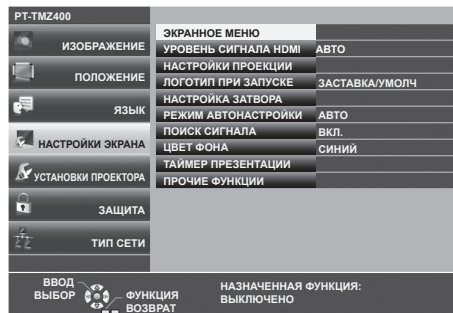 PT-TMZ400
ИЗОБРАЖЕНИЕ
ПОЛОЖЕНИЕ
ЯЗЫК
НАСТРОЙКИ ЭКРАНА
УСТАНОВКИ ПРОЕКТОРА
ЗАЩИТА
ТИП СЕТИ
ЭКРАННОЕ МЕНЮ
УРОВЕНЬ СИГНАЛА HDMI АВТО
НАСТРОЙКИ ПРОЕКЦИИ
ЛОГОТИП ПРИ ЗАПУСКЕ ЗАСТАВКА/УМОЛЧ
НАСТРОЙКА ЗАТВОРА
РЕЖИМ АВТОНАСТРОЙКИ АВТО
ПОИСК СИГНАЛА ВКЛ.
ЦВЕТ ФОНА СИНИЙ
ТАЙМЕР ПРЕЗЕНТАЦИИ
ПРОЧИЕ ФУНКЦИИ
ВВОД
ВЫБОР
ФУНКЦИЯ
ВОЗВРАТ
НАЗНАЧЕННАЯ ФУНКЦИЯ:
ВЫКЛЮЧЕНО